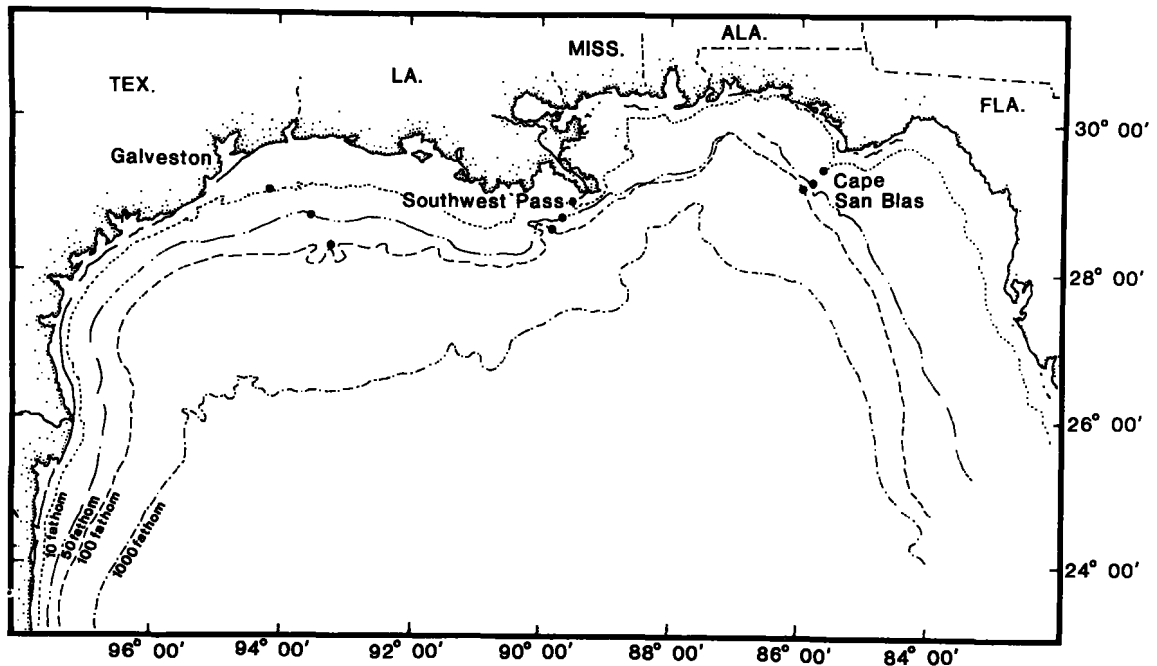 ALA.
MISS.
TEX.
LA.
FLA.
30° 00'
Galveston
Southwest Pass
Cape
San Blas
28° 00'
26° 00'
10 fathom
50 fathom
100 fathom
1000 fathom
24° 00'
96° 00'
94° 00'
92° 00'
90° 00'
88° 00'
86° 00'
84° 00'